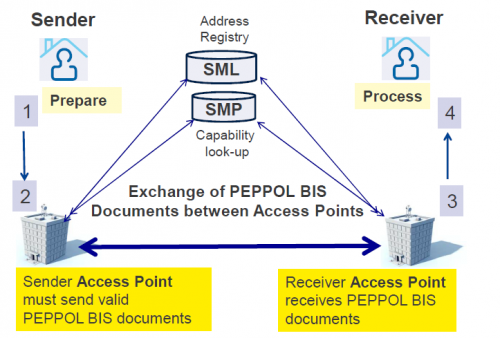 Sender
Address
Registry
Receiver
SML
Prepare
Process
SMP
1
4
Capability
look-up
2
3
Exchange of PEPPOL BIS
Documents between Access Points
Sender Access Point
must send valid
PEPPOL BIS documents
Receiver Access Point
receives PEPPOL BIS
documents